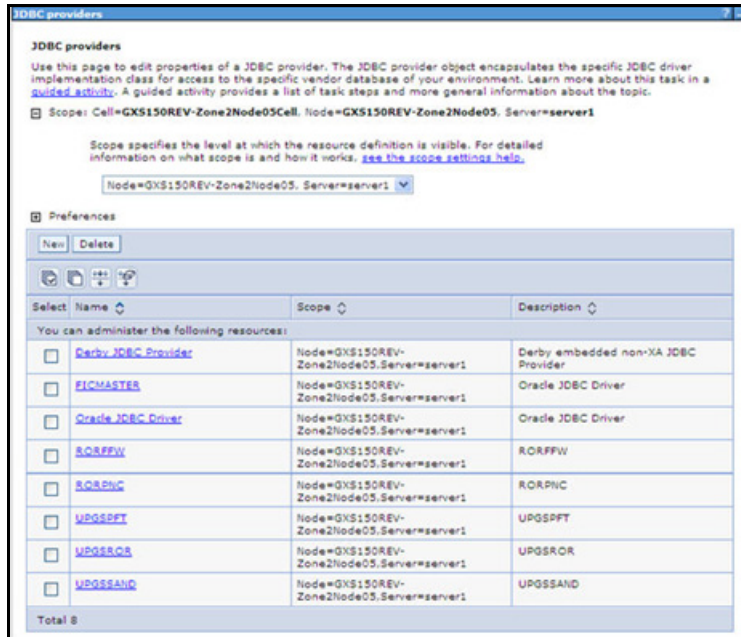 JDBC providers
?
JDBC providers
Use this page to edit properties of a JDBC provider. The JDBC provider object encapsulates the specific JDBC driver
implementation class for access to the specific vendor database of your environment. Learn more about this task in a
guided activity. A guided activity provides a list of task steps and more general information about the topic.
Scope: Cell=GXS150REV-Zone2Node05Cell, Node=GXS150REV-Zone2Node05, Server=server1
Scope specifies the level at which the resource definition is visible. For detailed
information on what scope is and how it works, see the scope settings help.
Node=GXS150REV-Zone2Node05, Server=server1
Preferences
New Delete
Select Name Scope Description
You can administer the following resources:
Derby JDBC Provider Node=GXS150REV- Derby embedded non-XA JDBC
Zone2Node05,Server=server1 Provider
FICMASTER Node=GXS150REV- Oracle JDBC Driver
Zone2Node05,Server=server1
Oracle JDBC Driver Node=GXS150REV- Oracle JDBC Driver
Zone2Node05,Server=server1
RORFFW Node=GXS150REV- RORFFW
Zone2Node05,Server=server1
RORPNC Node=GXS150REV- RORPNC
Zone2Node05,Server=server1
UPGSPFT Node=GXS150REV- UPGSPFT
Zone2Node05,Server=server1
UPGSROR Node=GXS150REV- UPGSROR
Zone2Node05,Server=server1
UPGSSAND Node=GXS150REV- UPGSSAND
Zone2Node05,Server=server1
Total 8